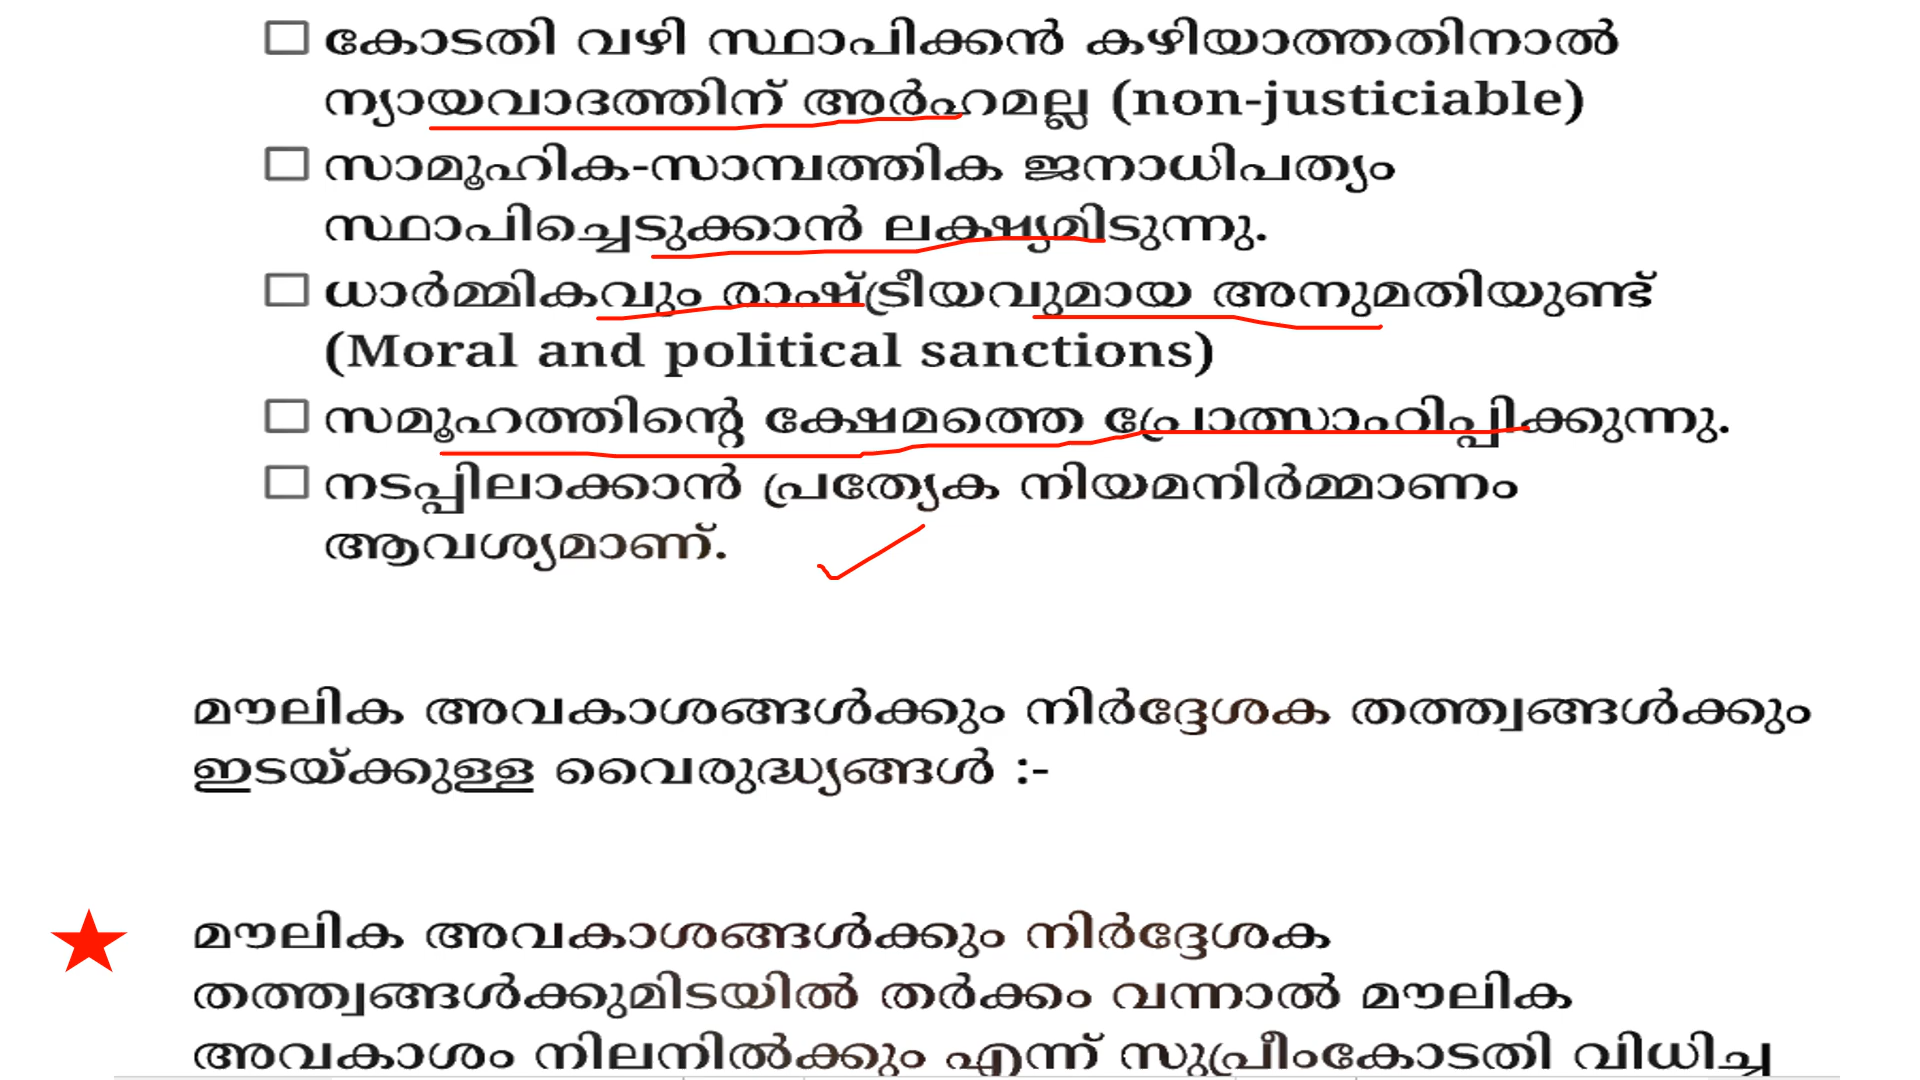 ☐ കോടതി വഴി സ്ഥാപിക്കൻ കഴിയാത്തതിനാൽ
ന്യായവാദത്തിന് അർഹമല്ല (non-justiciable)
☐ സാമൂഹിക-സാമ്പത്തിക ജനാധിപത്യം
സ്ഥാപിച്ചെടുക്കാൻ ലക്ഷ്യമിടുന്നു.
☐ ധാർമ്മികവും രാഷ്ട്രീയവുമായ അനുമതിയുണ്ട്
(Moral and political sanctions)
☐ സമൂഹത്തിന്റെ ക്ഷേമത്തെ പ്രോത്സാഹിപ്പിക്കുന്നു.
☐ നടപ്പിലാക്കാൻ പ്രത്യേക നിയമനിർമ്മാണം
ആവശ്യമാണ്.
മൗലിക അവകാശങ്ങൾക്കും നിർദ്ദേശക തത്ത്വങ്ങൾക്കും
ഇടയ്ക്കുള്ള വൈരുദ്ധ്യങ്ങൾ :-
മൗലിക അവകാശങ്ങൾക്കും നിർദ്ദേശക
തത്ത്വങ്ങൾക്കുമിടയിൽ തർക്കം വന്നാൽ മൗലിക
അവകാശം നിലനിൽക്കും എന്ന് സുപ്രീംകോടതി വിധിച്ച